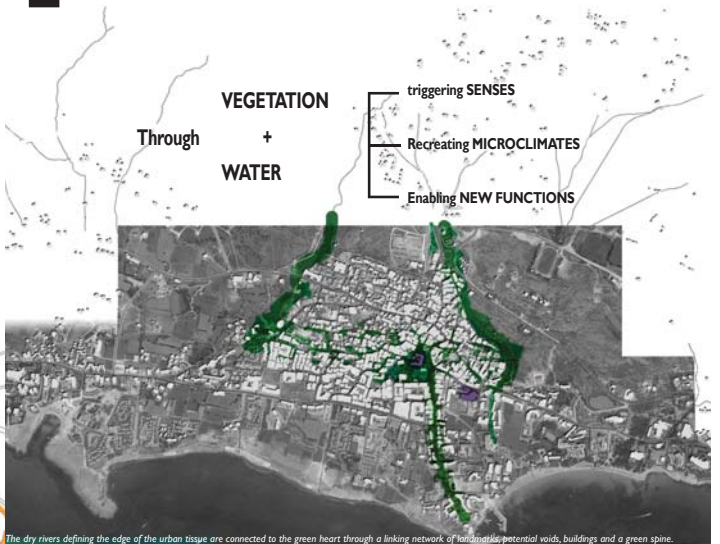 VEGETATION
Through +
WATER
triggering SENSES
Recreating MICROCLIMATES
Enabling NEW FUNCTIONS
The dry rivers defining the edge of the urban tissue are connected to the green heart through a linking network of landmarks, potential voids, buildings and a green spine.